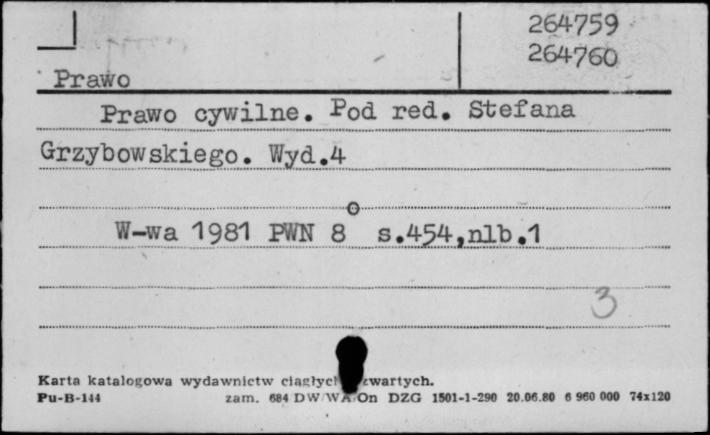 264759
264760
Prawo
Prawo cywilne. Pod red. Stefana
Grzybowskiego. Wyd.4
W-wa 1981 PWN 8° s.454,nlb.1
3
Karta katalogowa wydawnictw ciągłych zwartych.
Pu-B-144 zam. 684 DW/WA/On DZG 1501-1-290 20.06.80 6 960 000 74x120